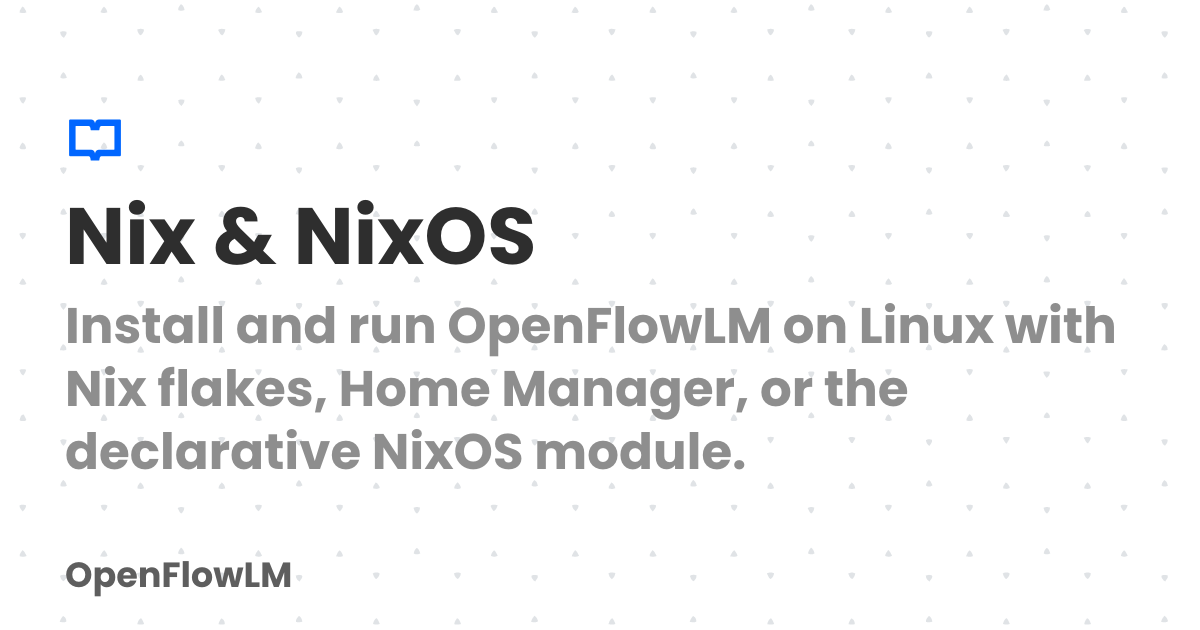 Nix & NixOS
Install and run OpenFlowLM on Linux with
Nix flakes, Home Manager, or the
declarative NixOS module.
OpenFlowLM